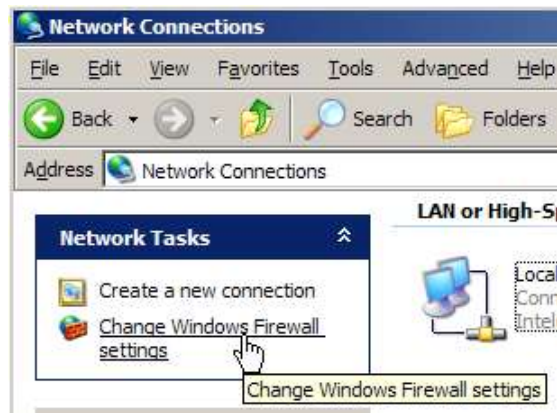 Network Connections
File Edit View Favorites Tools Advanced Help
Back Search Folders
Address Network Connections
LAN or High-S
Network Tasks
Create a new connection
Change Windows Firewall
settings
Local
Conn
Intel
Change Windows Firewall settings